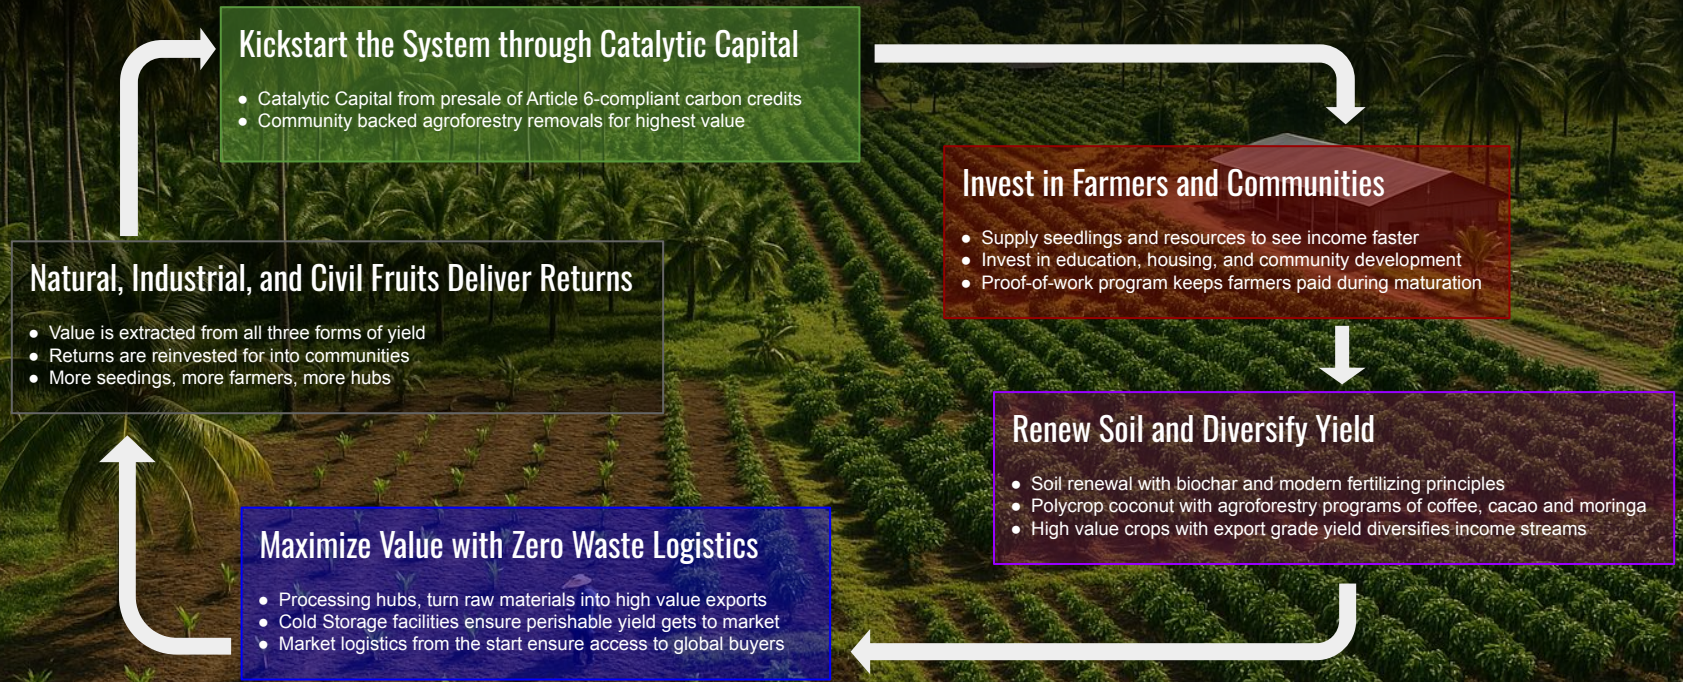 Kickstart the System through Catalytic Capital
● Catalytic Capital from presale of Article 6-compliant carbon credits
● Community backed agroforestry removals for highest value
Invest in Farmers and Communities
● Supply seedlings and resources to see income faster
● Invest in education, housing, and community development
● Proof-of-work program keeps farmers paid during maturation
Renew Soil and Diversify Yield
● Soil renewal with biochar and modern fertilizing principles
● Polycrop coconut with agroforestry programs of coffee, cacao and moringa
● High value crops with export grade yield diversifies income streams
Maximize Value with Zero Waste Logistics
● Processing hubs, turn raw materials into high value exports
● Cold Storage facilities ensure perishable yield gets to market
● Market logistics from the start ensure access to global buyers
Natural, Industrial, and Civil Fruits Deliver Returns
● Value is extracted from all three forms of yield
● Returns are reinvested for into communities
● More seedings, more farmers, more hubs